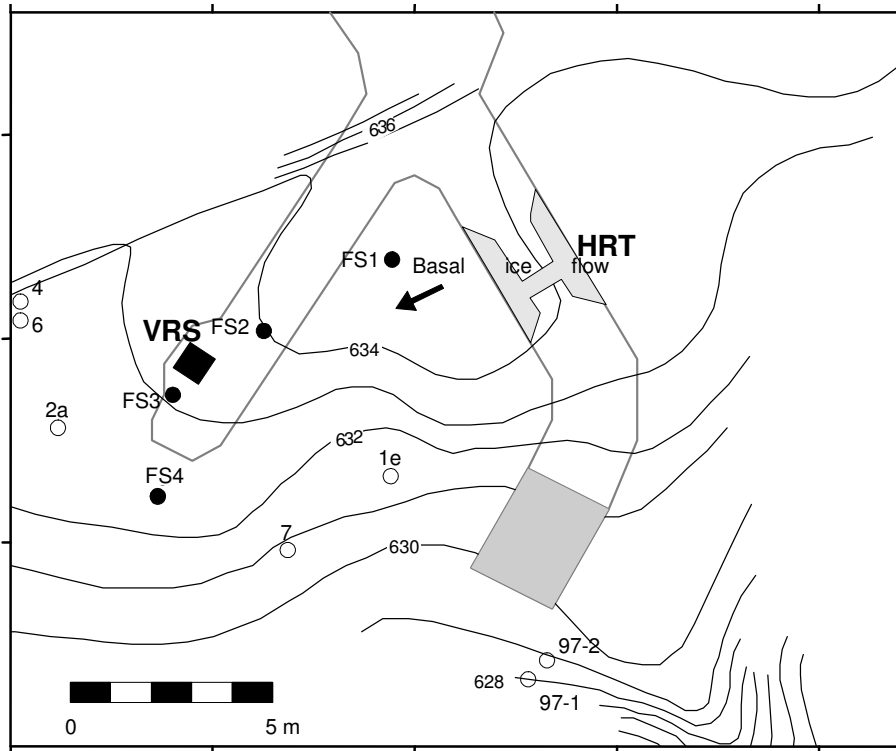 636
HRT
FS1
Basal
ice
flow
4
6
VRS
FS2
634
FS3
2a
632
1e
FS4
7
630
97-2
628
97-1
0
5 m